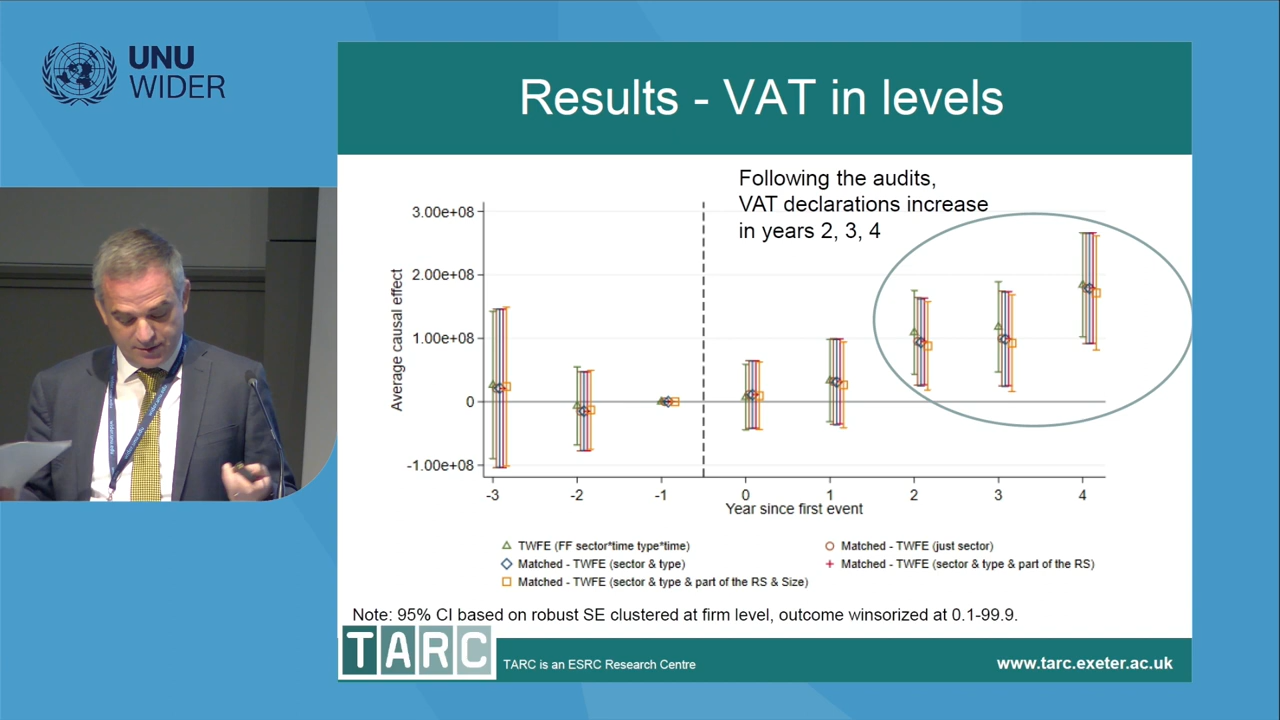 UNU
WIDER
Results - VAT in levels
Following the audits,
VAT declarations increase
in years 2, 3, 4
Average causal effect
3.00e+08
2.00e+08
1.00e+08
0
-1.00e+08
-3 -2 -1 0 1 2 3 4
Year since first event
TWFE (FF sector*time type*time)
Matched - TWFE (just sector)
Matched - TWFE (sector & type)
Matched - TWFE (sector & type & part of the RS)
Matched - TWFE (sector & type & part of the RS & Size)
Note: 95% CI based on robust SE clustered at firm level, outcome winsorized at 0.1-99.9.
TARC
TARC is an ESRC Research Centre
www.tarc.exeter.ac.uk